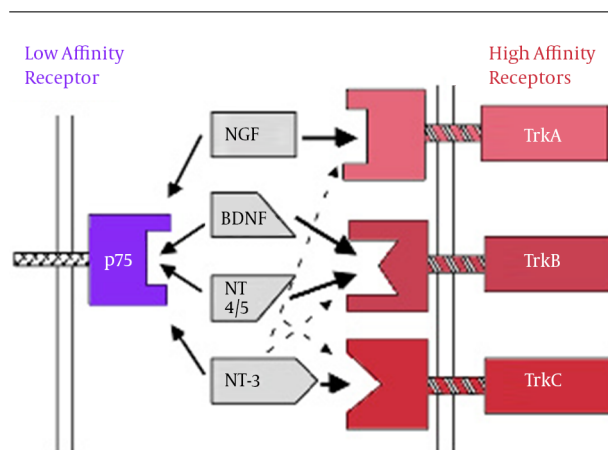 Low Affinity
Receptor
High Affinity
Receptors
NGF
TrkA
BDNF
p75
TrkB
NT
4/5
NT-3
TrkC